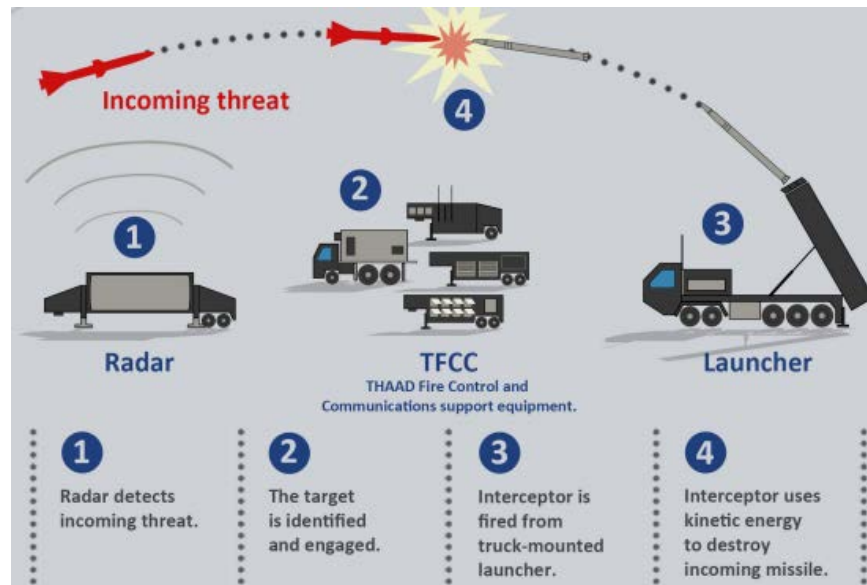 Incoming threat
4
1
2
3
Radar
TFCC
THAAD Fire Control and
Communications support equipment.
Launcher
1
Radar detects
incoming threat.
2
The target
is identified
and engaged.
3
Interceptor is
fired from
truck-mounted
launcher.
4
Interceptor uses
kinetic energy
to destroy
incoming missile.